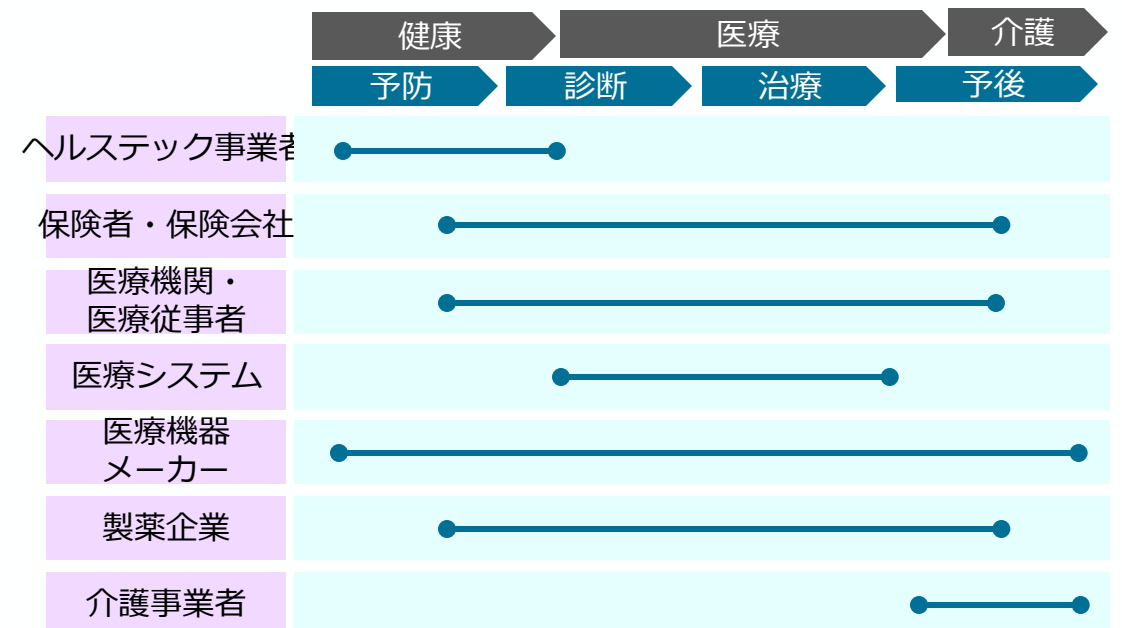 健康
医療
介護
予防
診断
治療
予後
ヘルステック事業者
保険者・保険会社
医療機関・
医療従事者
医療システム
医療機器
メーカー
製薬企業
介護事業者